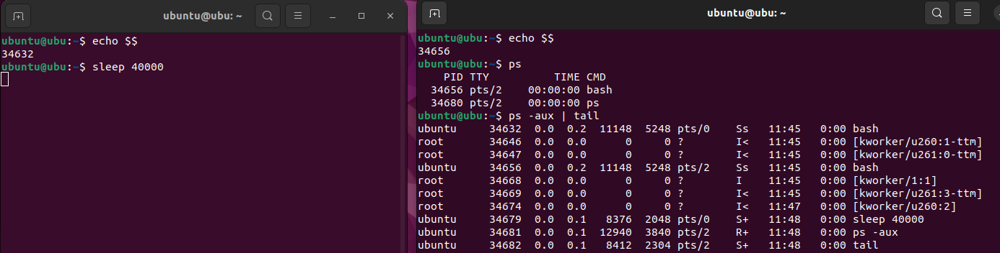 ubuntu@ubu: ~
ubuntu@ubu:~$ echo $$
34632
ubuntu@ubu:~$ sleep 40000
ubuntu@ubu: ~
ubuntu@ubu:~$ echo $$
34656
ubuntu@ubu:~$ ps
    PID TTY          TIME CMD
  34656 pts/2    00:00:00 bash
  34680 pts/2    00:00:00 ps
ubuntu@ubu:~$ ps -aux | tail
ubuntu     34632  0.0  0.2  11148  5248 pts/0    Ss   11:45   0:00 bash
root       34646  0.0  0.0      0     0 ?        I<   11:45   0:00 [kworker/u260:1-ttm]
root       34647  0.0  0.0      0     0 ?        I<   11:45   0:00 [kworker/u261:0-ttm]
ubuntu     34656  0.0  0.2  11148  5248 pts/2    Ss   11:45   0:00 bash
root       34668  0.0  0.0      0     0 ?        I    11:45   0:00 [kworker/1:1]
root       34669  0.0  0.0      0     0 ?        I<   11:45   0:00 [kworker/u261:3-ttm]
root       34674  0.0  0.0      0     0 ?        I<   11:47   0:00 [kworker/u260:2]
ubuntu     34679  0.0  0.1   8376  2048 pts/0    S+   11:48   0:00 sleep 40000
ubuntu     34681  0.0  0.1  12940  3840 pts/2    R+   11:48   0:00 ps -aux
ubuntu     34682  0.0  0.1   8412  2304 pts/2    S+   11:48   0:00 tail